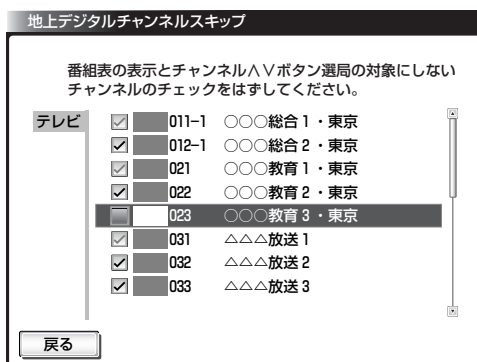 地上デジタルチャンネルスキップ
番組表の表示とチャンネル∧∨ボタン選局の対象にしない
チャンネルのチェックをはずしてください。
テレビ
011−1 ○○○総合1・東京
012−1 ○○○総合2・東京
021 ○○○教育1・東京
022 ○○○教育2・東京
023 ○○○教育3・東京
031 △△△放送1
032 △△△放送2
033 △△△放送3
戻る